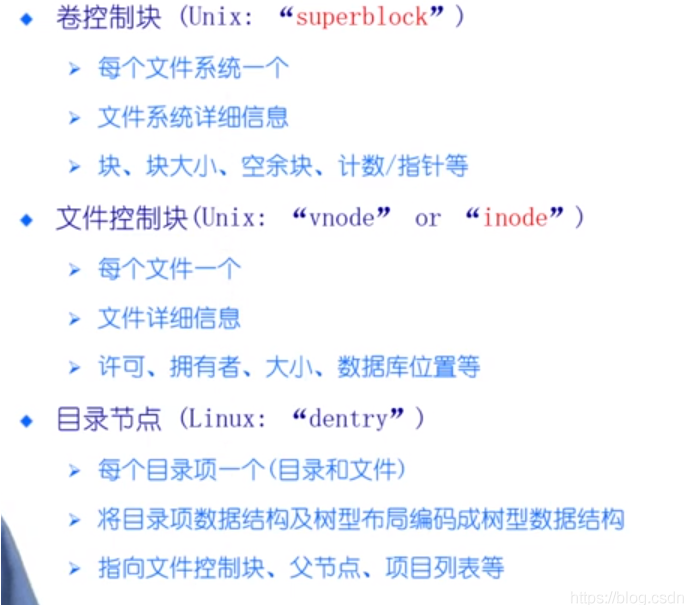 卷控制块 (Unix: “superblock”)
每个文件系统一个
文件系统详细信息
块、块大小、空余块、计数/指针等
文件控制块(Unix: “vnode” or “inode”)
每个文件一个
文件详细信息
许可、拥有者、大小、数据库位置等
目录节点 (Linux: “dentry”)
每个目录项一个(目录和文件)
将目录项数据结构及树型布局编码成树型数据结构
指向文件控制块、父节点、项目列表等
https://blog.csdn